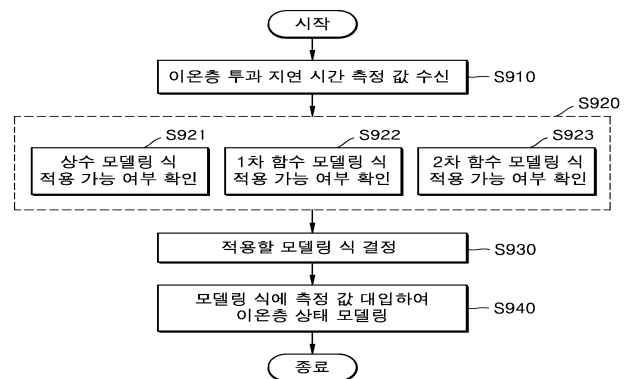 시작
이온층 투과 지연 시간 측정 값 수신
S910
S920
S921
상수 모델링 식
적용 가능 여부 확인
S922
1차 함수 모델링 식
적용 가능 여부 확인
S923
2차 함수 모델링 식
적용 가능 여부 확인
적용할 모델링 식 결정
S930
모델링 식에 측정 값 대입하여
이온층 상태 모델링
S940
종료